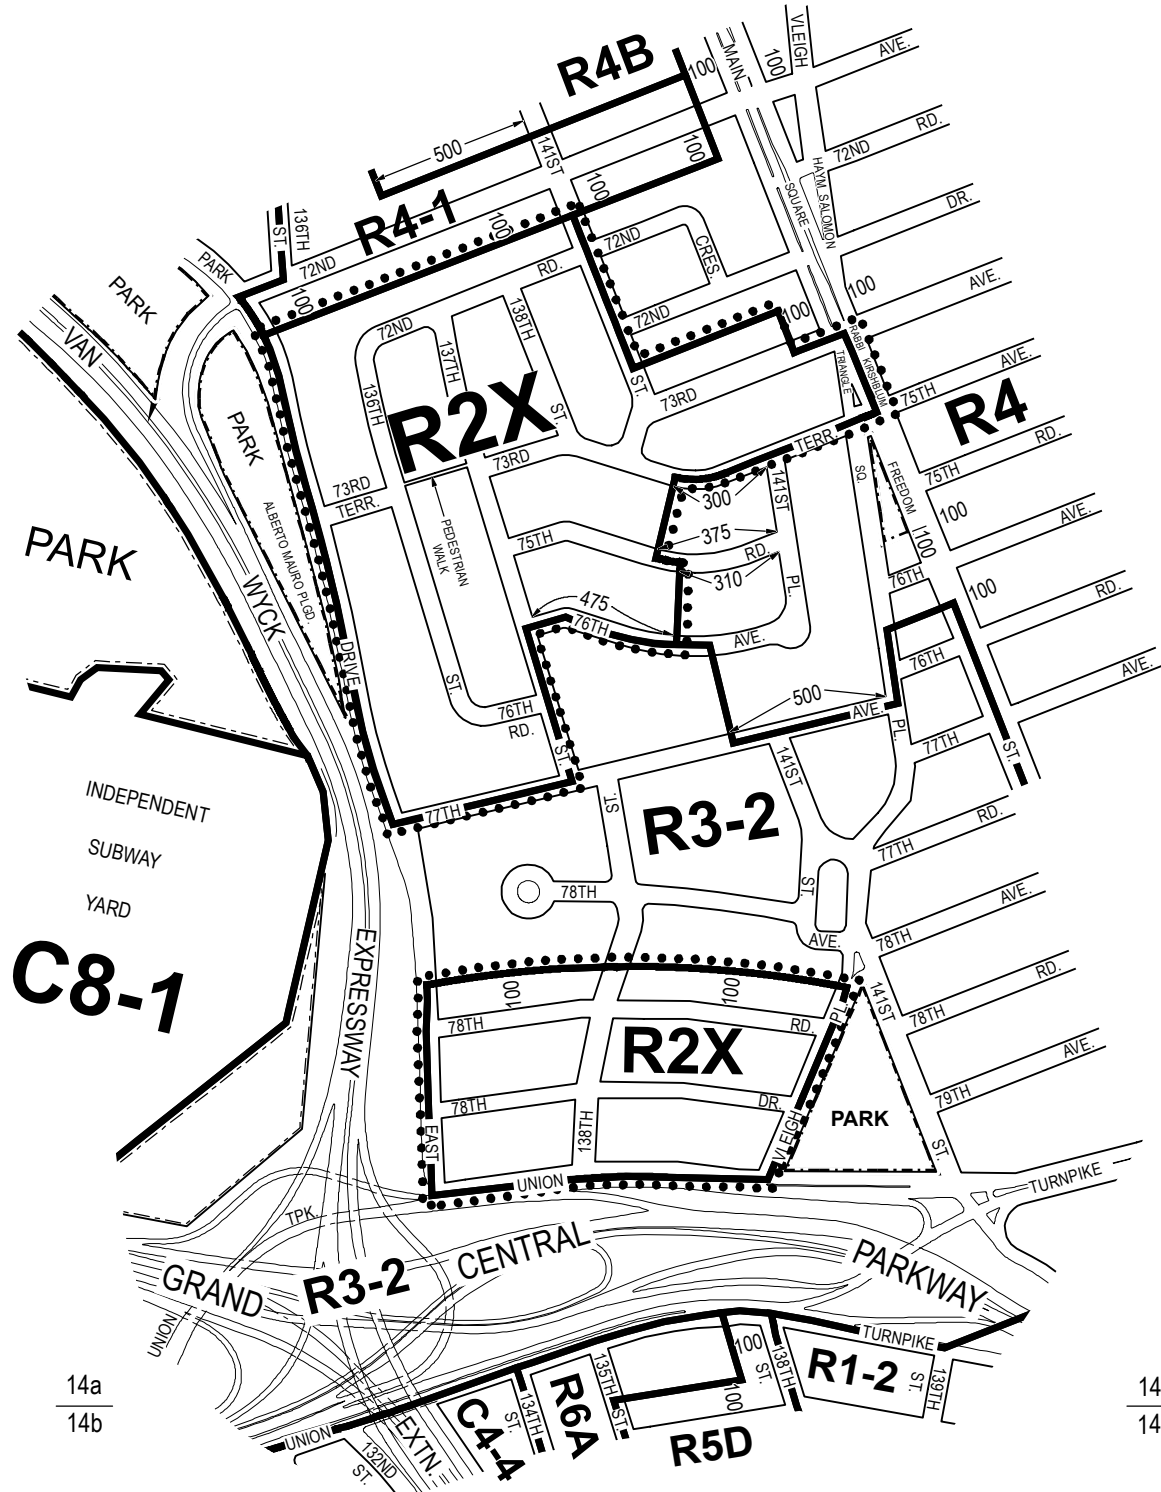 R4B
100
MAIN
100
VLEIGH
AVE.
500
141ST
100
RD.
72ND
R4-1
100
100
SQUARE
HAYM SALOMON
DR.
136TH
ST.
72ND
PARK
PARK
100
RD.
72ND
CRES.
72ND
100
100
AVE.
VAN
72ND
138TH
137TH
136TH
ST.
73RD
TRIANGLE
RABBI KIRSHBLUM
75TH
AVE.
PARK
R2X
ST.
TERR.
R4
73RD
73RD
TERR.
300
141ST
SQ.
FREEDOM
75TH
RD.
PARK
ALBERTO MAURO PLGD.
PEDESTRIAN
WALK
75TH
375
RD.
310
PL.
100
100
AVE.
76TH
100
RD.
WYCK
475
76TH
AVE.
DRIVE
76TH
AVE.
ST.
76TH
RD.
ST.
500
AVE.
PL.
77TH
ST.
77TH
ST.
141ST
INDEPENDENT
SUBWAY
YARD
R3-2
RD.
77TH
C8-1
78TH
ST.
AVE.
AVE.
78TH
EXPRESSWAY
100
100
RD.
141ST
78TH
78TH
RD.
PL.
R2X
AVE.
79TH
78TH
DR.
VLEIGH
PARK
138TH
EAST
ST.
UNION
TURNPIKE
TPK.
GRAND
R3-2
CENTRAL
PARKWAY
UNION
TURNPIKE
14a
14b
UNION
EXTN.
132ND
ST.
C4-4
ST.
134TH
R6A
135TH
ST.
100
100
ST.
138TH
R5D
R1-2
ST.
139TH
14
14